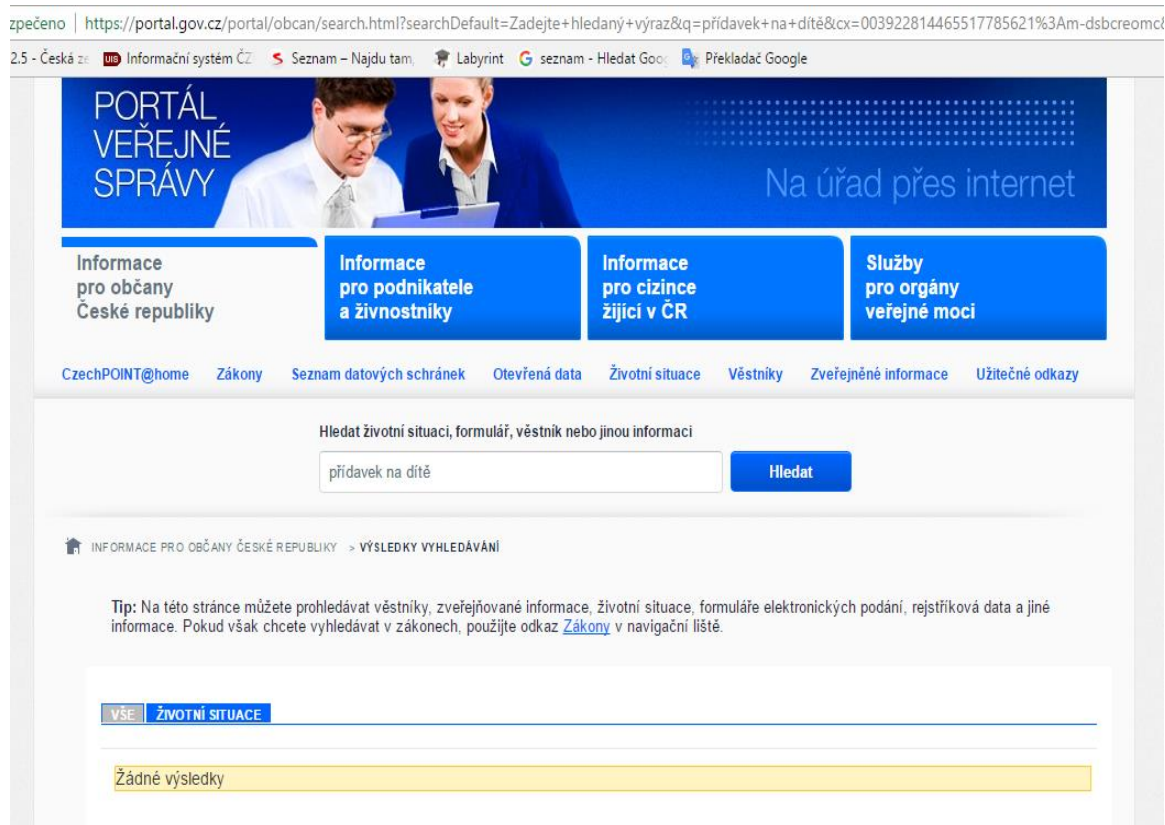 zpečeno | https://portal.gov.cz/portal/obcan/search.html?searchDefault=Zadejte+hledaný+výraz&q=přídavek+na+dítě&cx=003922814465517785621%3Am-dsbcreomc&
2.5 - Česká ze UIS Informační systém ČZ S Seznam – Najdu tam, Labyrint G seznam - Hledat Goo Překladač Google
PORTÁL
VEŘEJNÉ
SPRÁVY
Na úřad přes internet
Informace
pro občany
České republiky
Informace
pro podnikatele
a živnostníky
Informace
pro cizince
žijící v ČR
Služby
pro orgány
veřejné moci
CzechPOINT@home Zákony Seznam datových schránek Otevřená data Životní situace Věstníky Zveřejněné informace Užitečné odkazy
Hledat životní situaci, formulář, věstník nebo jinou informaci
přídavek na dítě Hledat
INFORMACE PRO OBČANY ČESKÉ REPUBLIKY > VÝSLEDKY VYHLEDÁVÁNÍ
Tip: Na této stránce můžete prohledávat věstníky, zveřejňované informace, životní situace, formuláře elektronických podání, rejstříková data a jiné
informace. Pokud však chcete vyhledávat v zákonech, použijte odkaz Zákony v navigační liště.
VŠE ŽIVOTNÍ SITUACE
Žádné výsledky